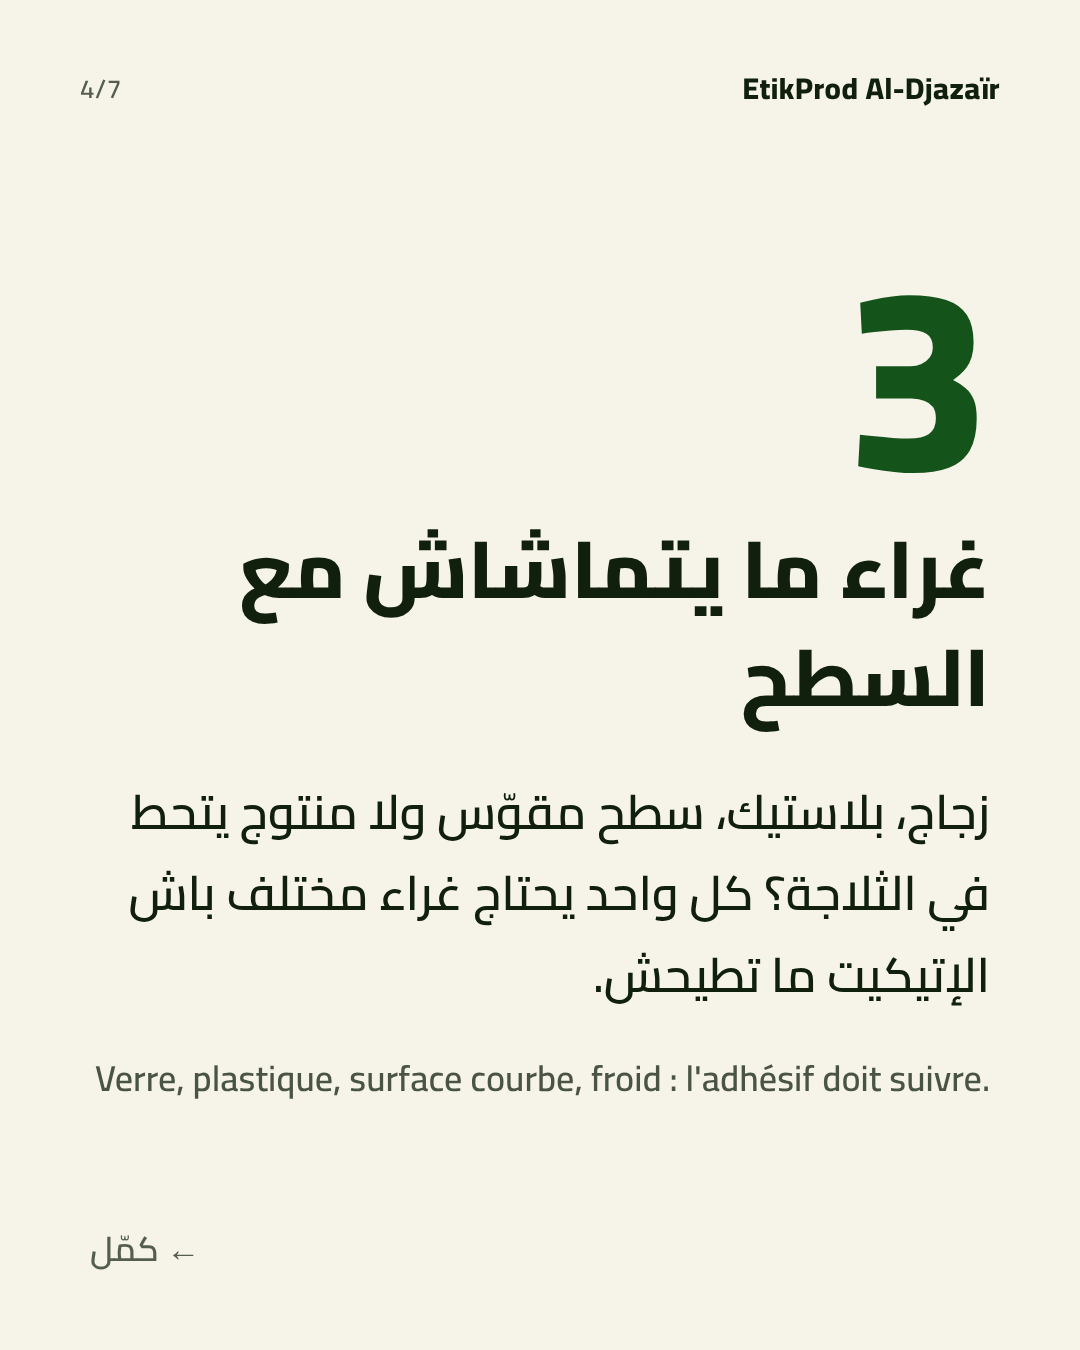 EtikProd Al-Djazaïr
4/7
3
غراء ما يتماشاش مع
السطح
زجاج، بلاستيك، سطح مقوّس ولا منتوج يتحط
في الثلاجة؟ كل واحد يحتاج غراء مختلف باش
الإتيكيت ما تطيحش.
Verre, plastique, surface courbe, froid : l'adhésif doit suivre.
← كمّل